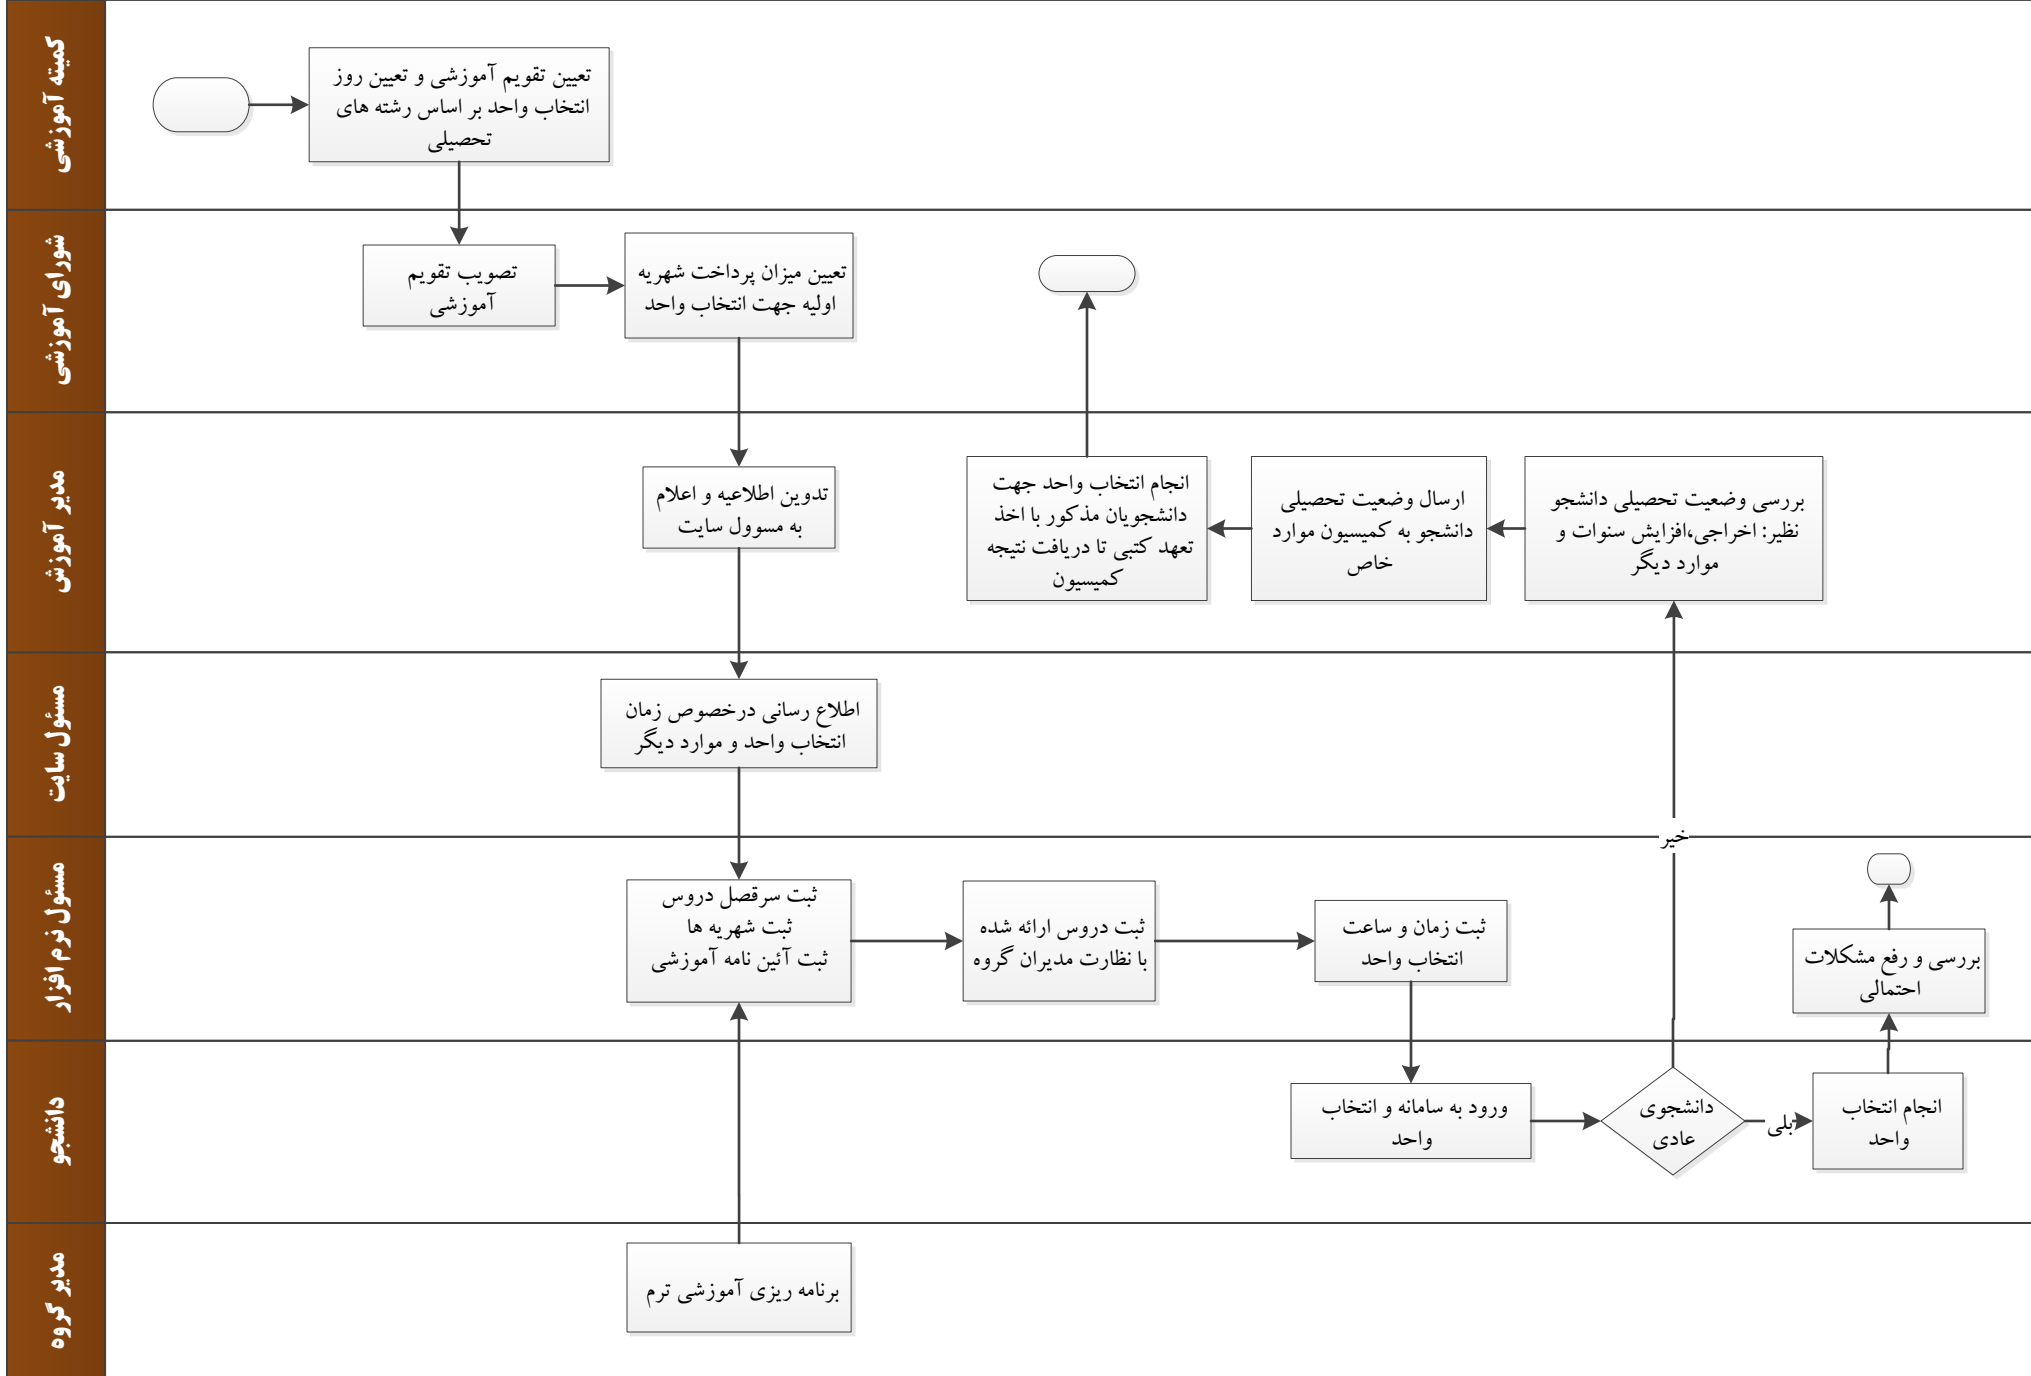 کمیته آموزشی
تعیین تقویم آموزشی و تعیین روز
انتخاب واحد بر اساس رشته های
تحصیلی
شورای آموزشی
تصویب تقویم
آموزشی
تعیین میزان پرداخت شهریه
اولیه جهت انتخاب واحد
مدیر آموزش
تدوین اطلاعیه و اعلام
به مسوول سایت
انجام انتخاب واحد جهت
دانشجویان مذکور با اخذ
تعهد کتبی تا دریافت نتیجه
کمیسیون
ارسال وضعیت تحصیلی
دانشجو به کمیسیون موارد
خاص
بررسی وضعیت تحصیلی دانشجو
نظیر: اخراجی،افزایش سنوات و
موارد دیگر
مسئول سایت
اطلاع رسانی درخصوص زمان
انتخاب واحد و موارد دیگر
خیر
مسئول نرم افزار
ثبت سرفصل دروس
ثبت شهریه ها
ثبت آئین نامه آموزشی
ثبت دروس ارائه شده
با نظارت مدیران گروه
ثبت زمان و ساعت
انتخاب واحد
بررسی و رفع مشکلات
احتمالی
دانشجو
ورود به سامانه و انتخاب
واحد
دانشجوی
عادی
بلی
انجام انتخاب
واحد
مدیر گروه
برنامه ریزی آموزشی ترم